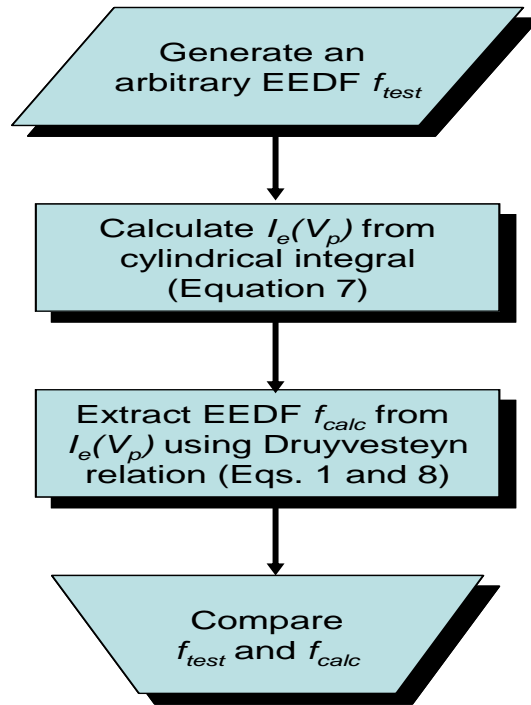 Generate an
arbitrary EEDF f_test
Calculate I_e(V_p) from
cylindrical integral
(Equation 7)
Extract EEDF f_calc from
I_e(V_p) using Druyvesteyn
relation (Eqs. 1 and 8)
Compare
f_test and f_calc